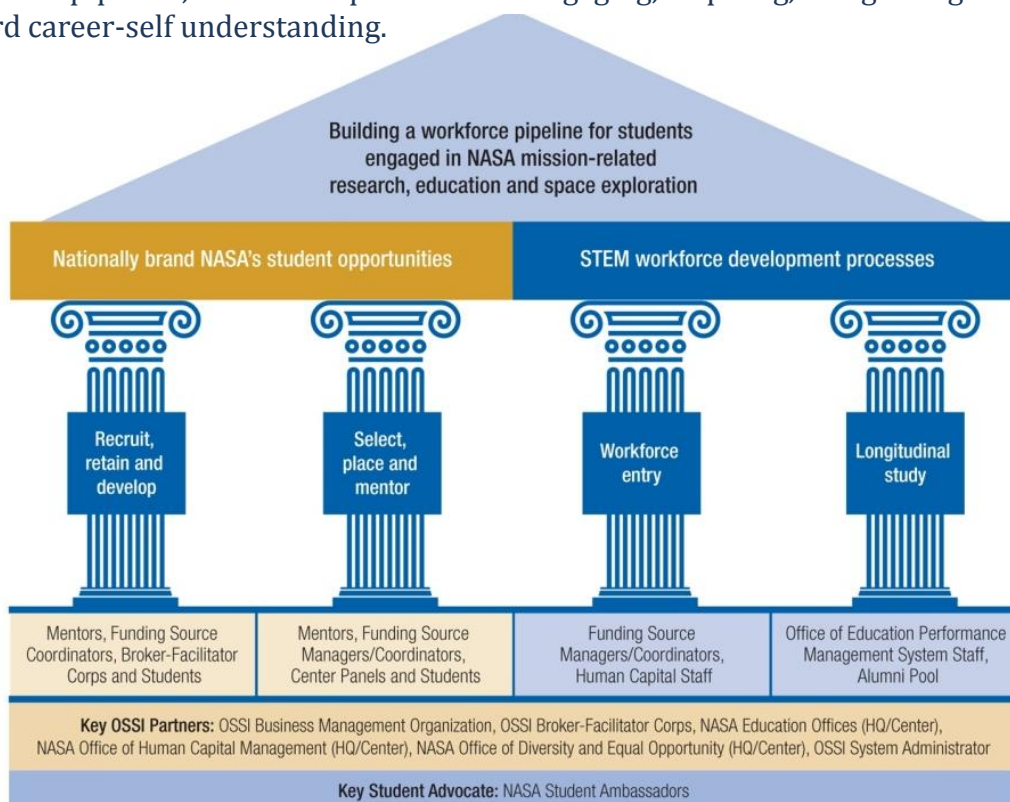 rd career-self understanding.
Building a workforce pipeline for students
engaged in NASA mission-related
research, education and space exploration
Nationally brand NASA's student opportunities
STEM workforce development processes
Recruit,
retain and
develop
Select,
place and
mentor
Workforce
entry
Longitudinal
study
Mentors, Funding Source
Coordinators, Broker-Facilitator
Corps and Students
Mentors, Funding Source
Managers/Coordinators,
Center Panels and Students
Funding Source
Managers/Coordinators,
Human Capital Staff
Office of Education Performance
Management System Staff,
Alumni Pool
Key OSSI Partners: OSSI Business Management Organization, OSSI Broker-Facilitator Corps, NASA Education Offices (HQ/Center),
NASA Office of Human Capital Management (HQ/Center), NASA Office of Diversity and Equal Opportunity (HQ/Center), OSSI System Administrator
Key Student Advocate: NASA Student Ambassadors